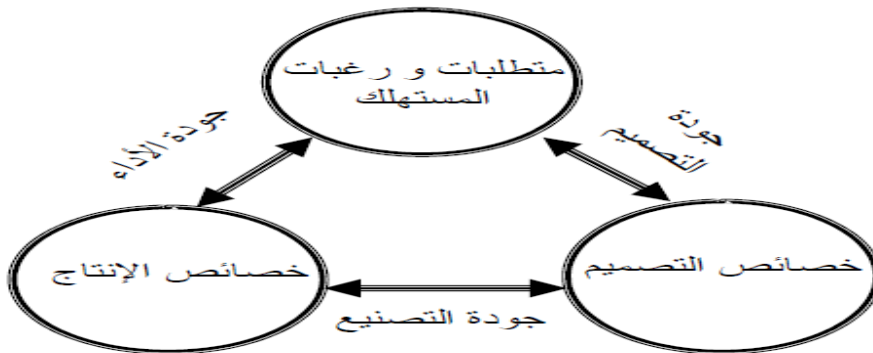 متطلبات و رغبات
المستهلك
جودة
التصميم
جودة الأداء
خصائص التصميم
خصائص الإنتاج
جودة التصنيع